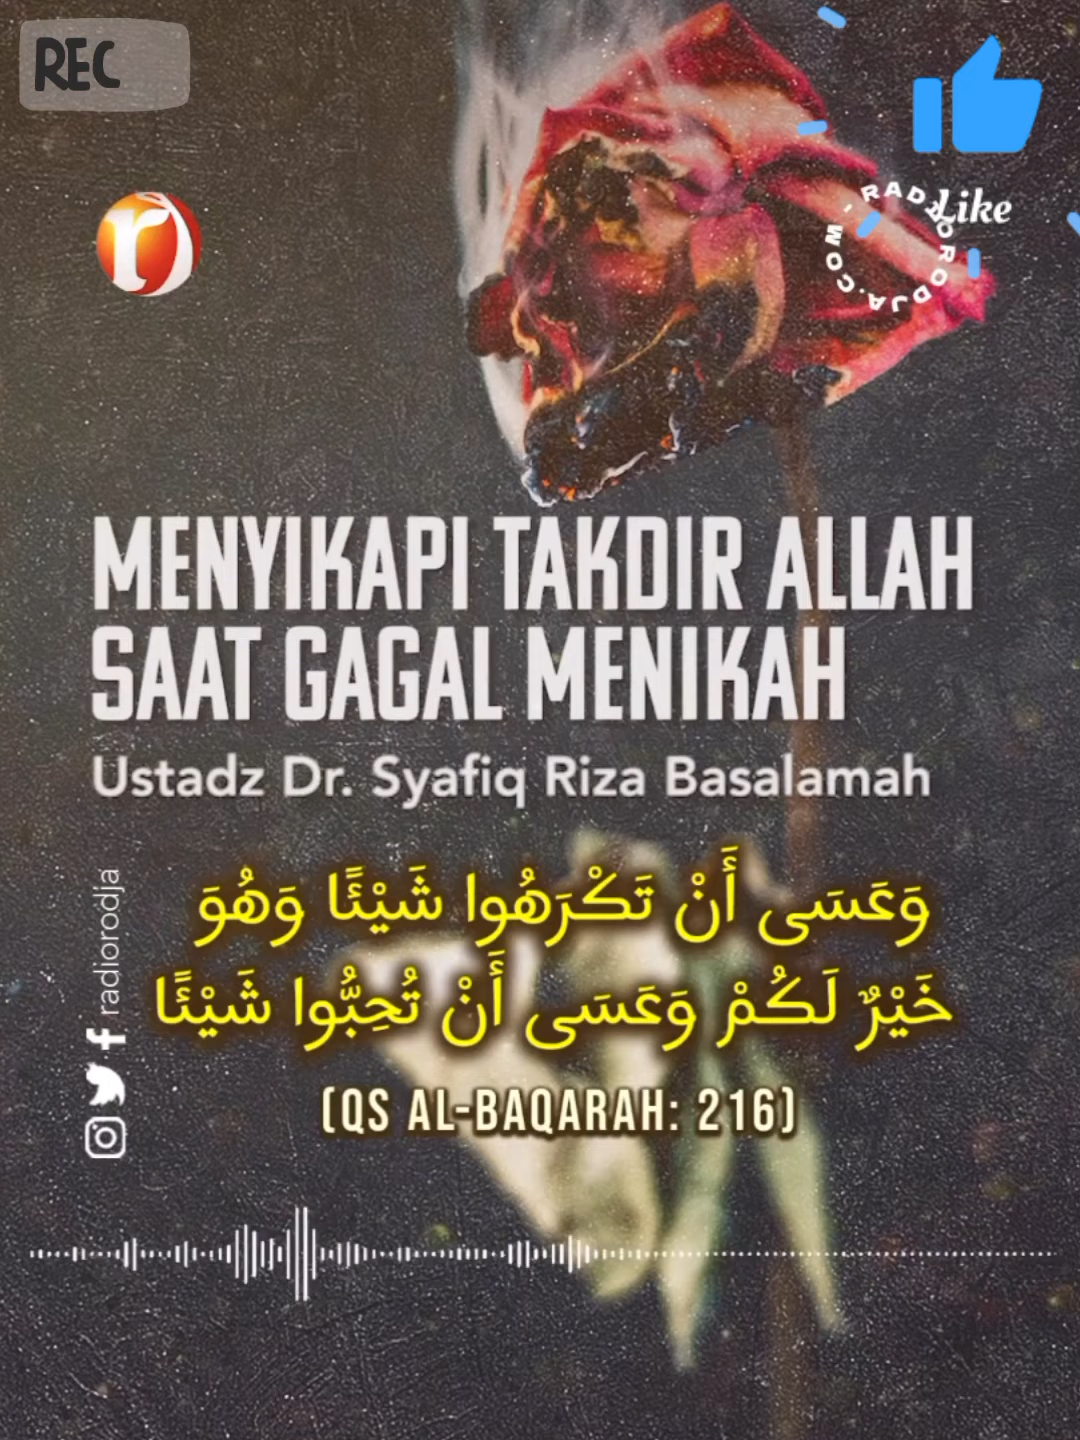 REC
Like
RADIORODJA.COM -
MENYIKAPI TAKDIR ALLAH
SAAT GAGAL MENIKAH
Ustadz Dr. Syafiq Riza Basalamah
وَعَسَى أَنْ تَكْرَهُوا شَيْئًا وَهُوَ
خَيْرٌ لَكُمْ وَعَسَى أَنْ تُحِبُّوا شَيْئًا
(QS AL-BAQARAH: 216)
radiorodja